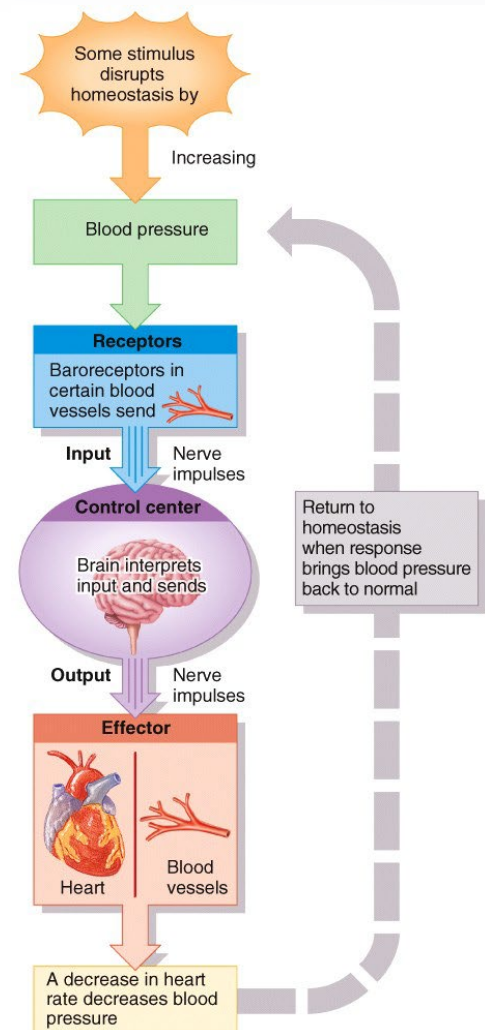 Some stimulus
disrupts
homeostasis by
Increasing
Blood pressure
Receptors
Baroreceptors in
certain blood
vessels send
Input
Nerve
impulses
Control center
Brain interprets
input and sends
Output
Nerve
impulses
Effector
Heart
Blood
vessels
A decrease in heart
rate decreases blood
pressure
Return to
homeostasis
when response
brings blood pressure
back to normal